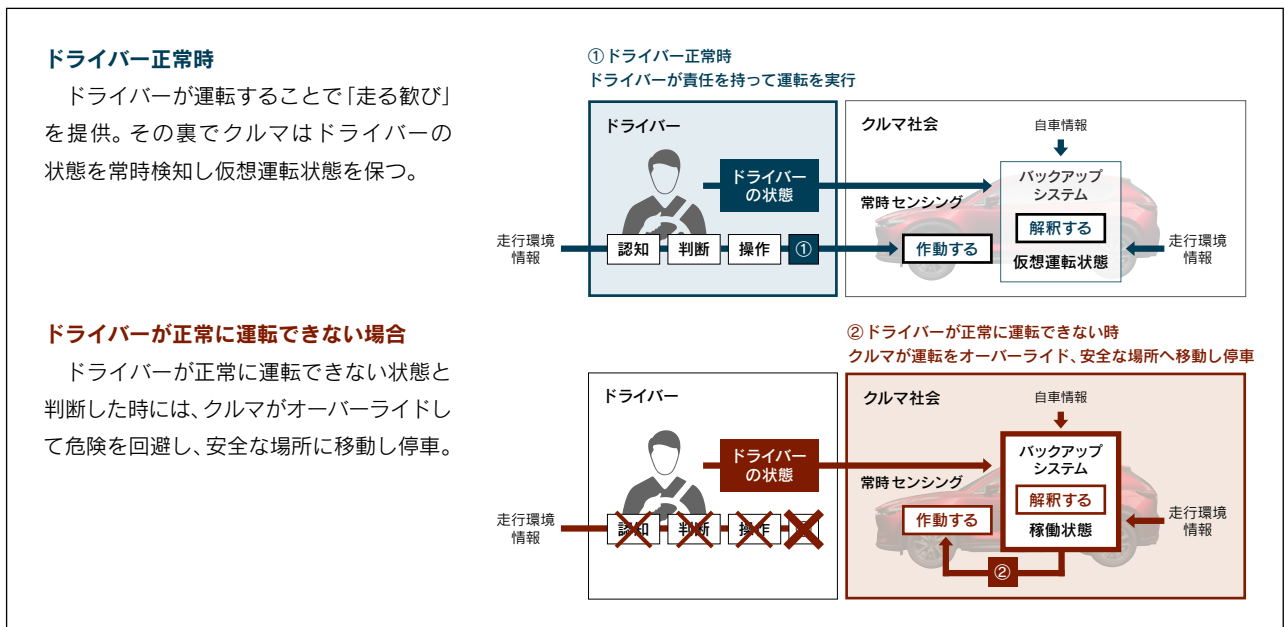 ドライバー正常時
ドライバーが運転することで「走る歓び」
を提供。その裏でクルマはドライバーの
状態を常時検知し仮想運転状態を保つ。
①ドライバー正常時
ドライバーが責任を持って運転を実行
ドライバー
ドライバー
の状態
走行環境
情報
認知
判断
操作
①
クルマ社会
自車情報
バックアップ
システム
常時センシング
解釈する
作動する
仮想運転状態
走行環境
情報
ドライバーが正常に運転できない場合
ドライバーが正常に運転できない状態と
判断した時には、クルマがオーバーライドし
て危険を回避し、安全な場所に移動し停車。
②ドライバーが正常に運転できない時
クルマが運転をオーバーライド、安全な場所へ移動し停車
ドライバー
ドライバー
の状態
走行環境
情報
認知
判断
操作
クルマ社会
自車情報
バックアップ
システム
常時センシング
解釈する
作動する
稼働状態
走行環境
情報
②